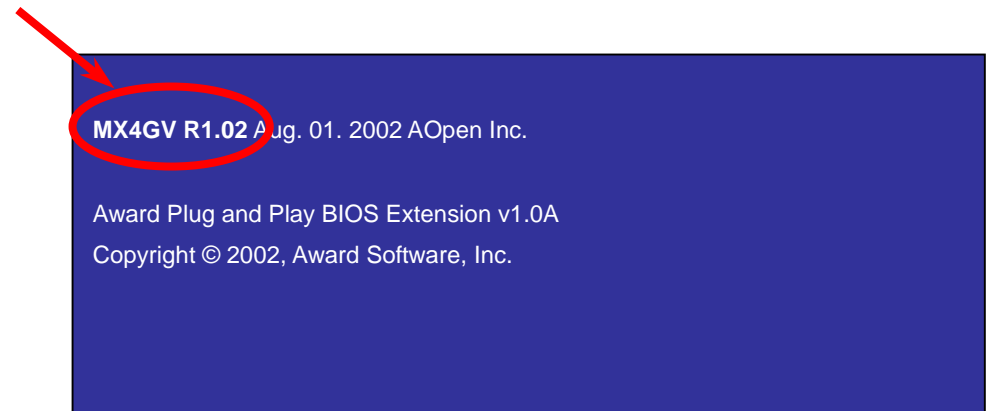 MX4GV R1.02 Aug. 01. 2002 AOpen Inc.
Award Plug and Play BIOS Extension v1.0A
Copyright © 2002, Award Software, Inc.